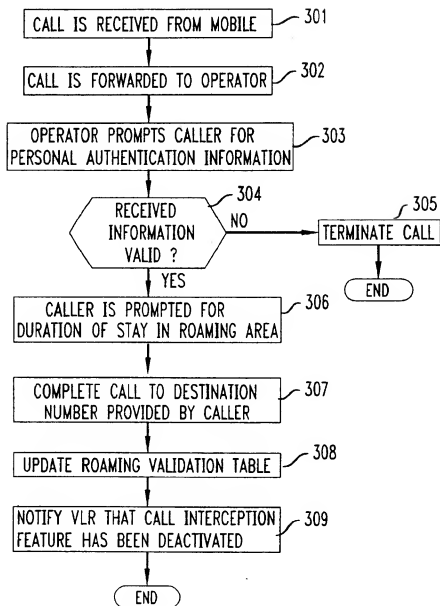 CALL IS RECEIVED FROM MOBILE
301
CALL IS FORWARDED TO OPERATOR
302
OPERATOR PROMPTS CALLER FOR
PERSONAL AUTHENTICATION INFORMATION
303
304
RECEIVED
INFORMATION
VALID ?
NO
305
TERMINATE CALL
END
YES
CALLER IS PROMPTED FOR
DURATION OF STAY IN ROAMING AREA
306
COMPLETE CALL TO DESTINATION
NUMBER PROVIDED BY CALLER
307
UPDATE ROAMING VALIDATION TABLE
308
NOTIFY VLR THAT CALL INTERCEPTION
FEATURE HAS BEEN DEACTIVATED
309
END